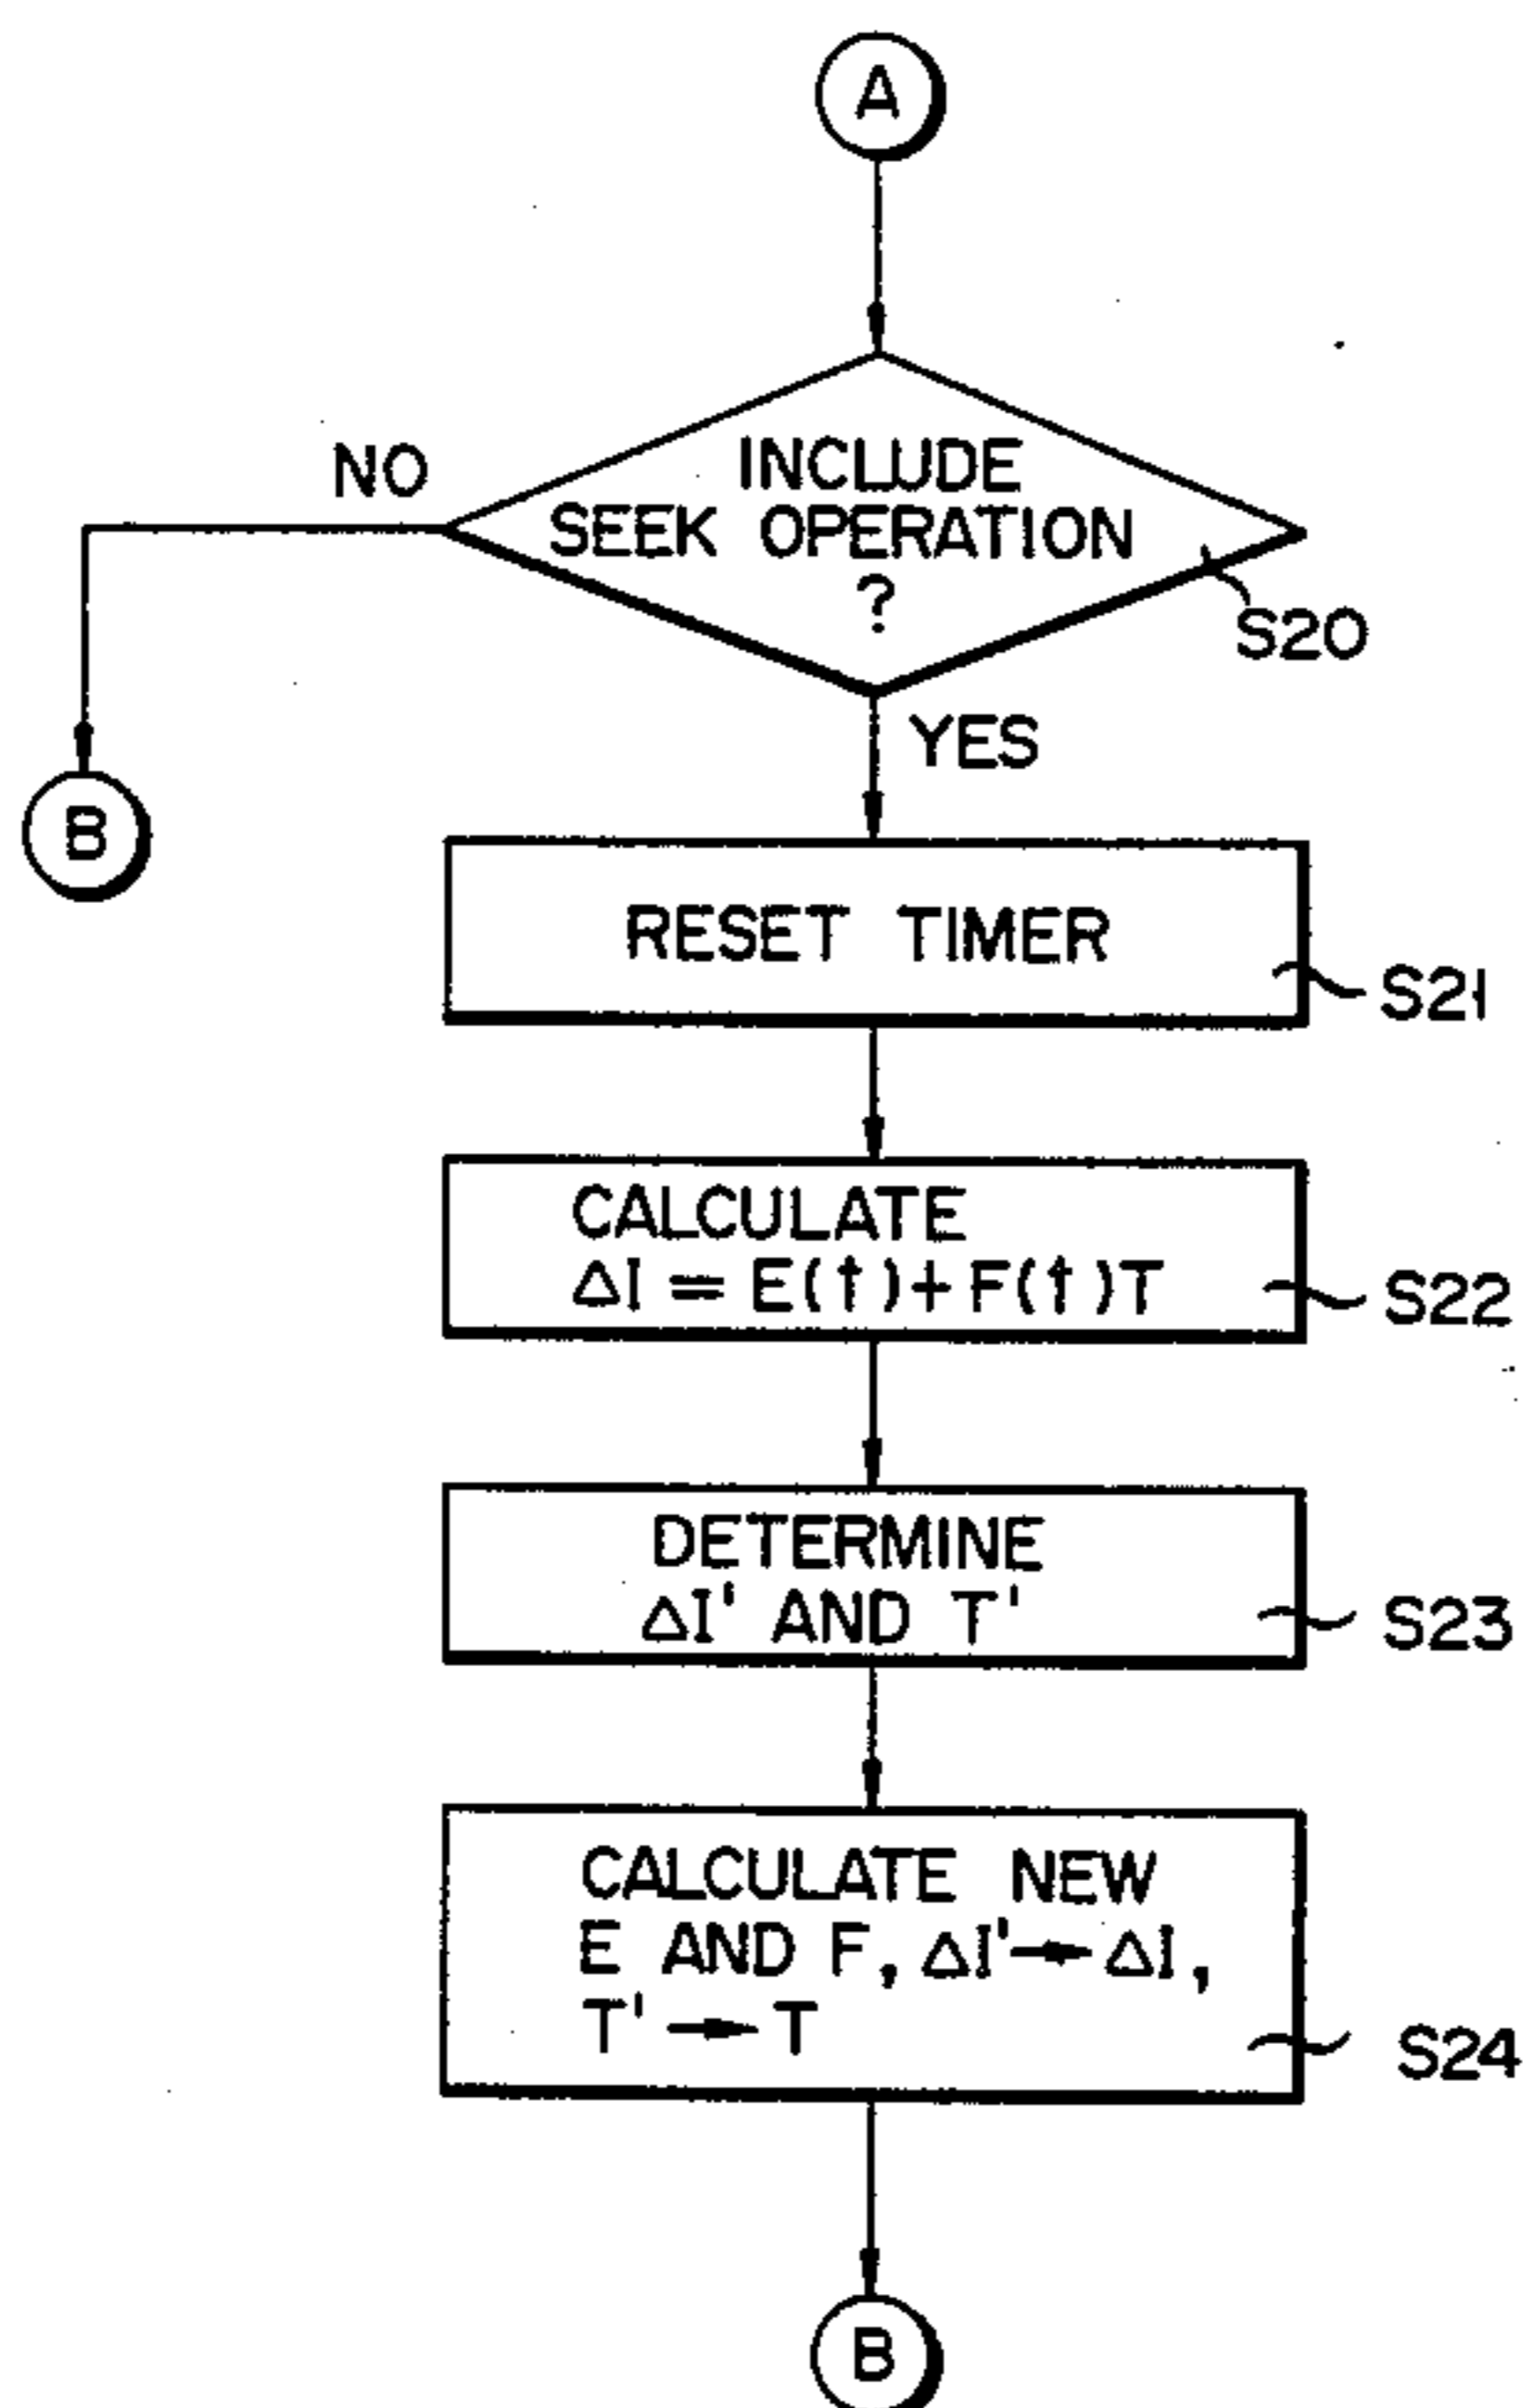 A
NO
INCLUDE
SEEK OPERATION
?
S20
YES
B
RESET TIMER
S21
CALCULATE
ΔI = E(t)+F(t)T
S22
DETERMINE
ΔI' AND T'
S23
CALCULATE NEW
E AND F, ΔI'→ΔI,
T'→T
S24
B